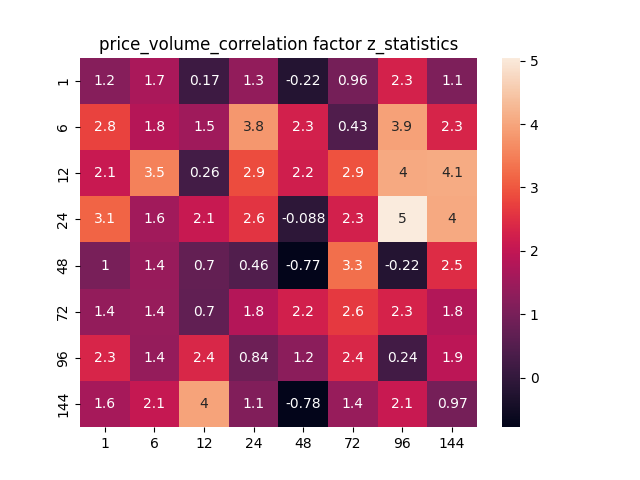 price_volume_correlation factor z_statistics
1 1.2 1.7 0.17 1.3 -0.22 0.96 2.3 1.1
6 2.8 1.8 1.5 3.8 2.3 0.43 3.9 2.3
12 2.1 3.5 0.26 2.9 2.2 2.9 4 4.1
24 3.1 1.6 2.1 2.6 -0.088 2.3 5 4
48 1 1.4 0.7 0.46 -0.77 3.3 -0.22 2.5
72 1.4 1.4 0.7 1.8 2.2 2.6 2.3 1.8
96 2.3 1.4 2.4 0.84 1.2 2.4 0.24 1.9
144 1.6 2.1 4 1.1 -0.78 1.4 2.1 0.97
1 6 12 24 48 72 96 144
5
4
3
2
1
0